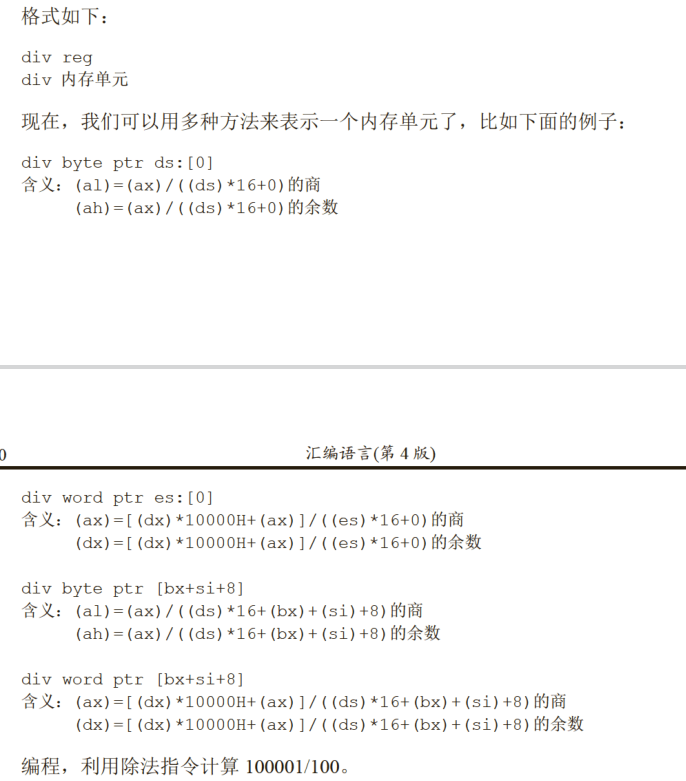 格式如下：
div reg
div 内存单元
现在，我们可以用多种方法来表示一个内存单元了，比如下面的例子：
div byte ptr ds:[0]
含义：(al)=(ax)/((ds)*16+0)的商
(ah)=(ax)/((ds)*16+0)的余数
0
汇编语言(第 4 版)
div word ptr es:[0]
含义：(ax)=[(dx)*10000H+(ax)]/((es)*16+0)的商
(dx)=[(dx)*10000H+(ax)]/((es)*16+0)的余数
div byte ptr [bx+si+8]
含义：(al)=(ax)/((ds)*16+(bx)+(si)+8)的商
(ah)=(ax)/((ds)*16+(bx)+(si)+8)的余数
div word ptr [bx+si+8]
含义：(ax)=[(dx)*10000H+(ax)]/((ds)*16+(bx)+(si)+8)的商
(dx)=[(dx)*10000H+(ax)]/((ds)*16+(bx)+(si)+8)的余数
编程，利用除法指令计算 100001/100。